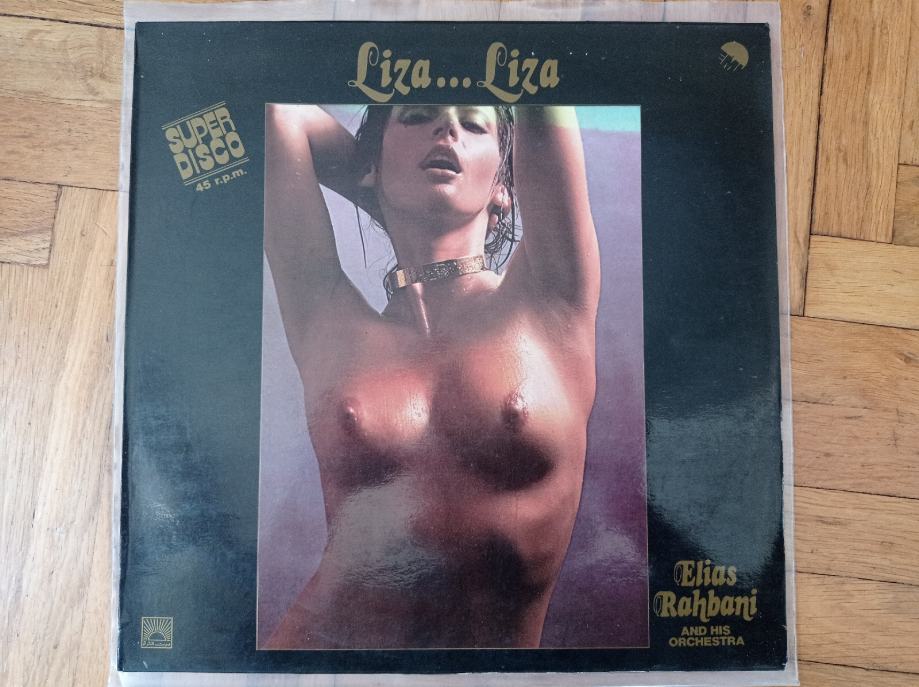 Liza... Liza
SUPER
DISCO
45 r.p.m.
Elias
Rahbani
AND HIS
ORCHESTRA